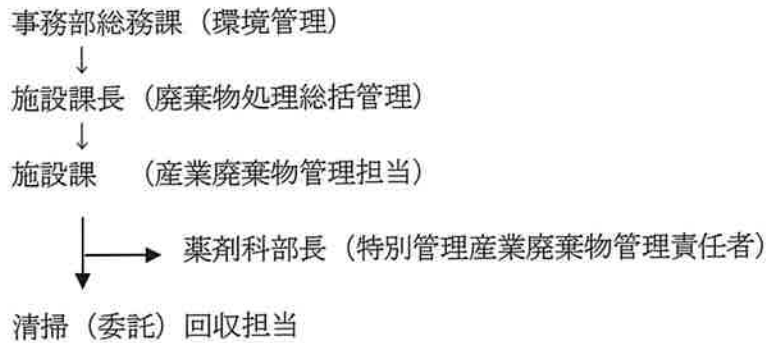 事務部総務課（環境管理）
↓
施設課長（廃棄物処理総括管理）
↓
施設課　（産業廃棄物管理担当）
薬剤科部長（特別管理産業廃棄物管理責任者）
清掃（委託）回収担当